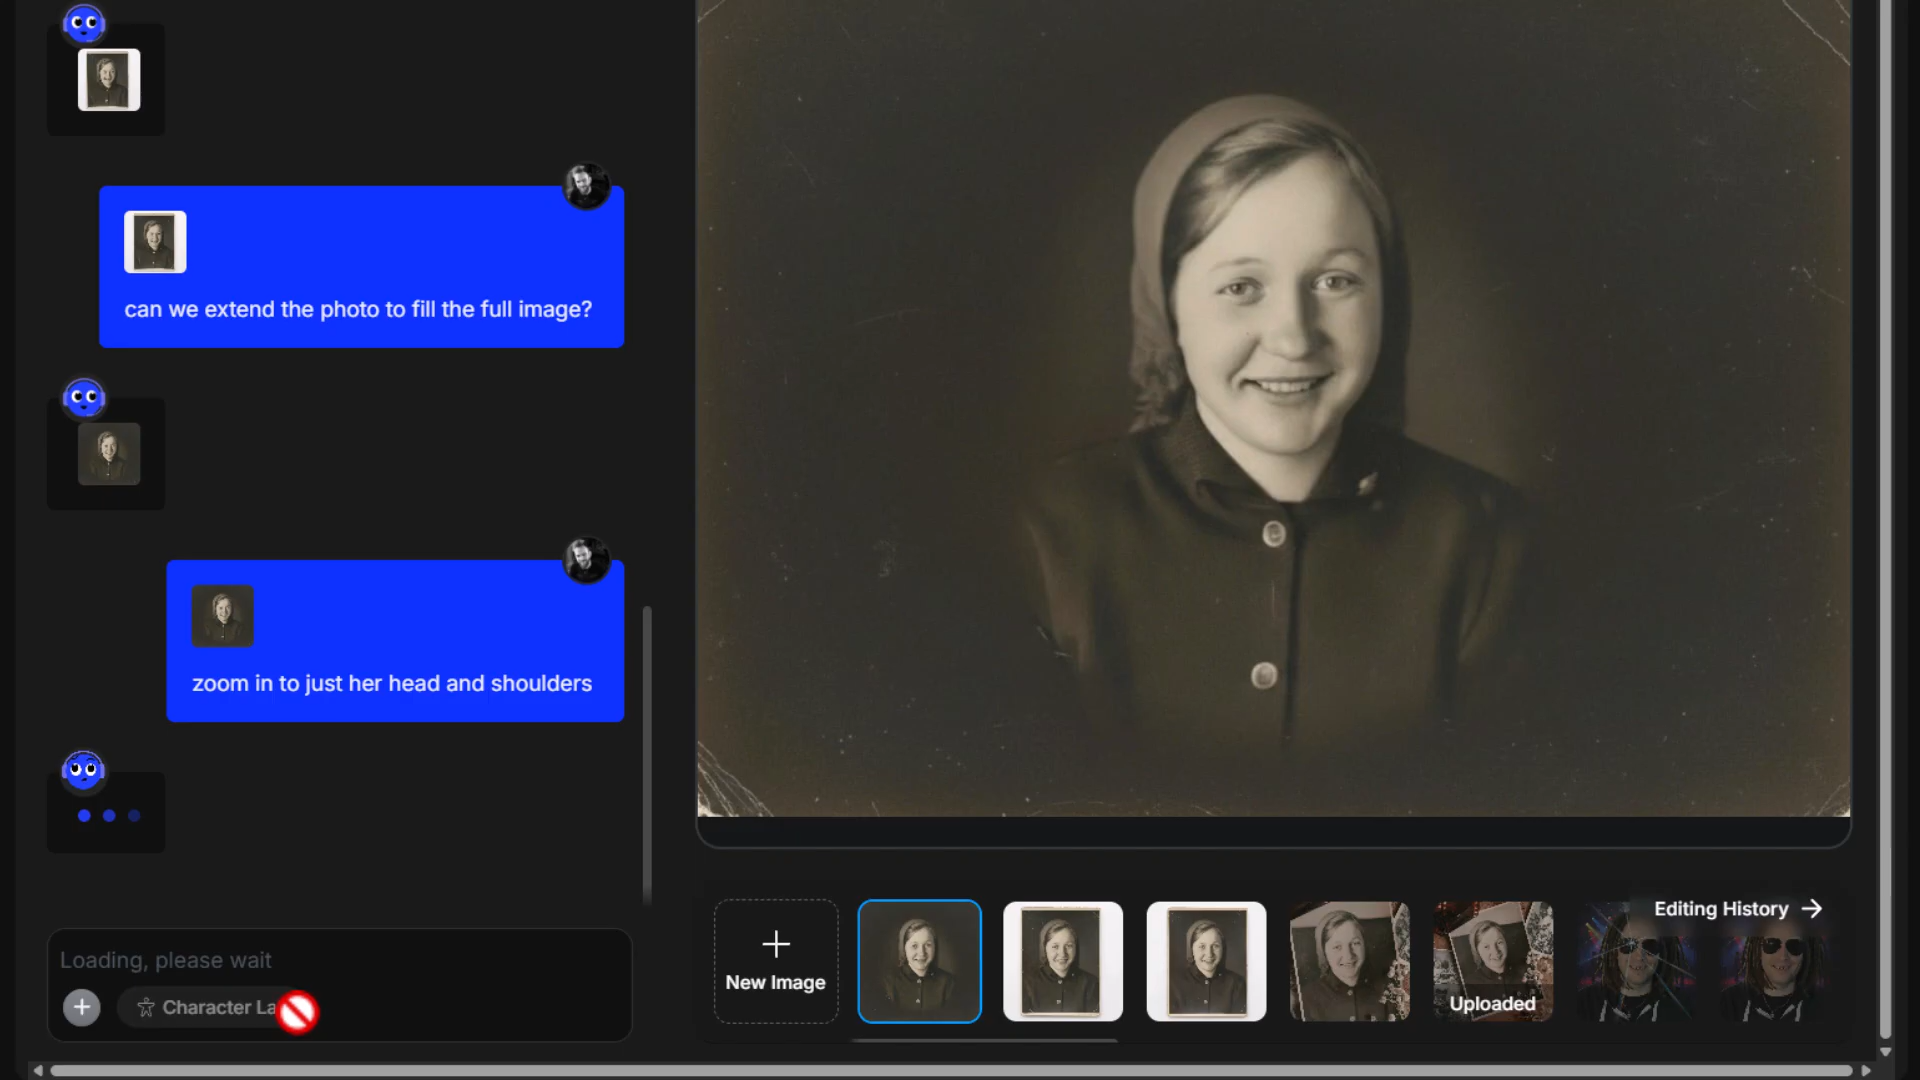 can we extend the photo to fill the full image?
zoom in to just her head and shoulders
Loading, please wait
Character La
New Image
Uploaded
Editing History